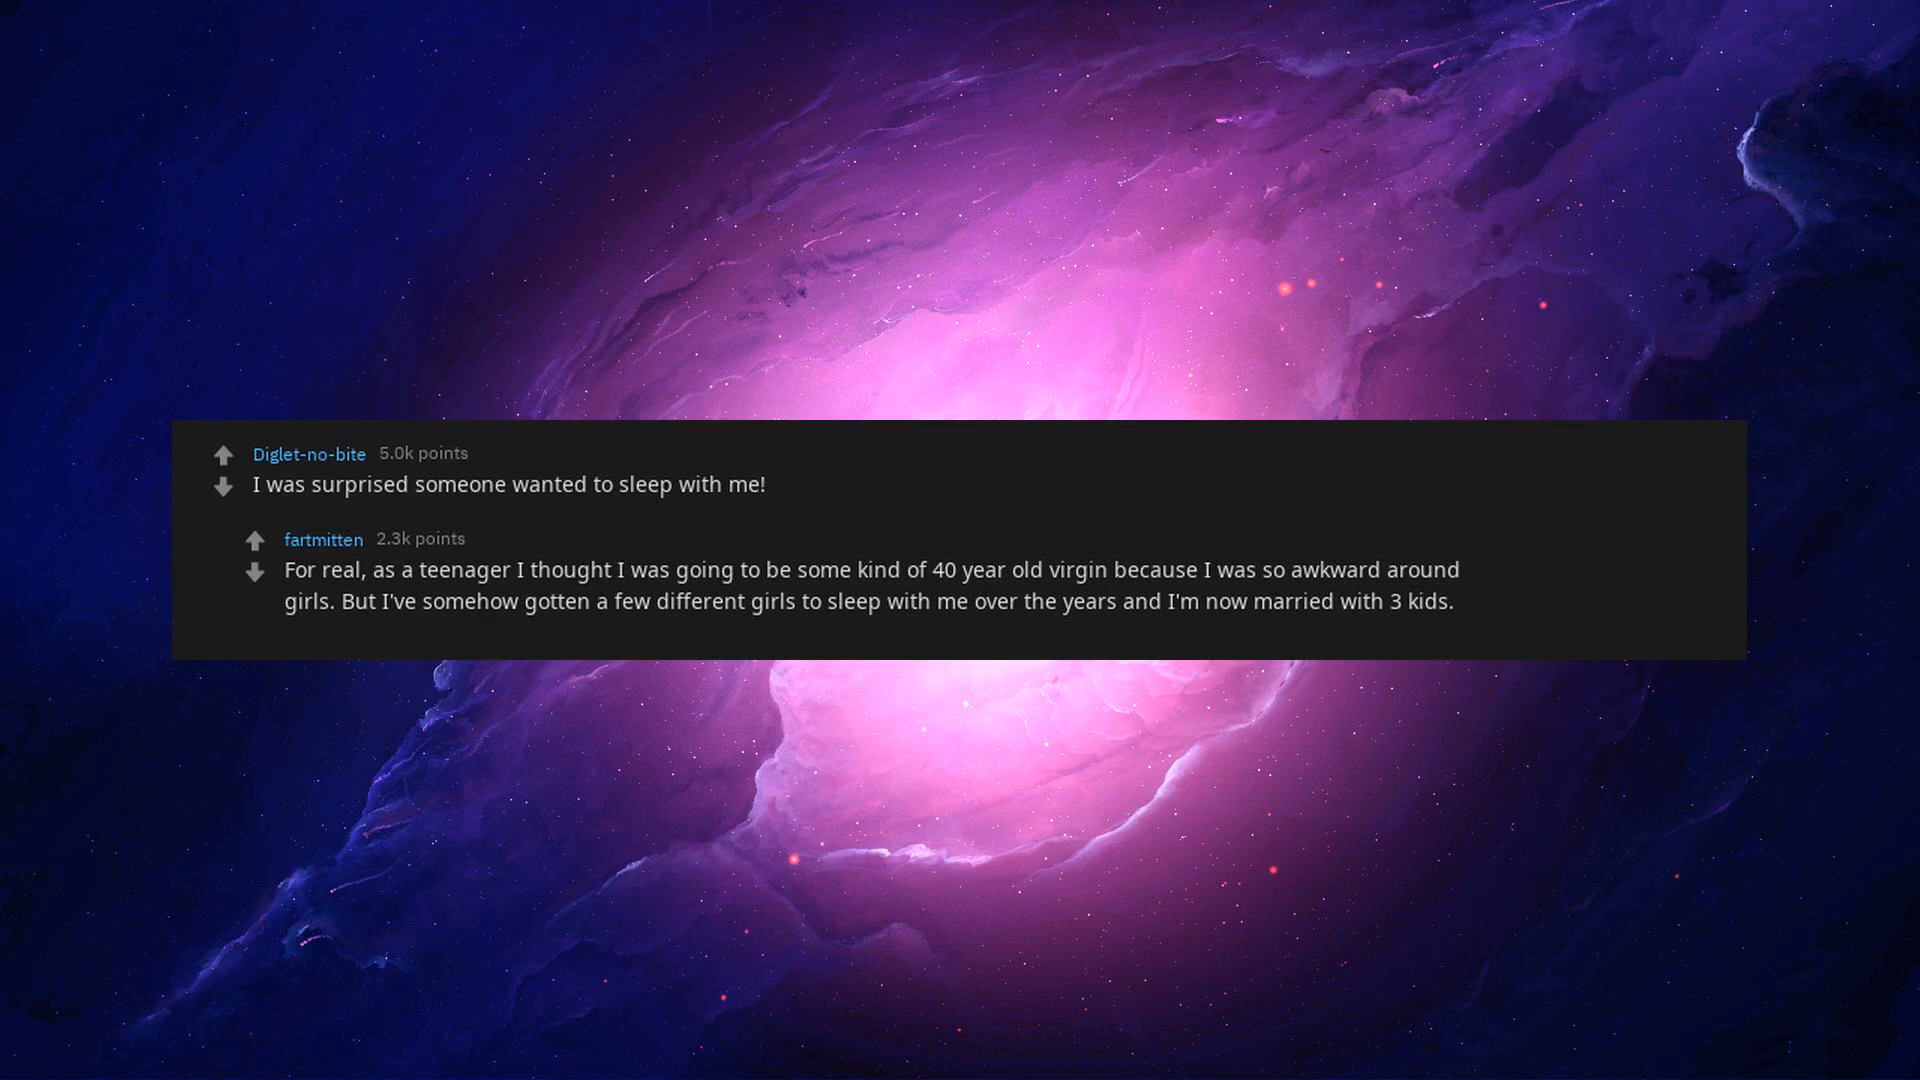 Diglet-no-bite 5.0k points
I was surprised someone wanted to sleep with me!
fartmitten 2.3k points
For real, as a teenager I thought I was going to be some kind of 40 year old virgin because I was so awkward around
girls. But I've somehow gotten a few different girls to sleep with me over the years and I'm now married with 3 kids.